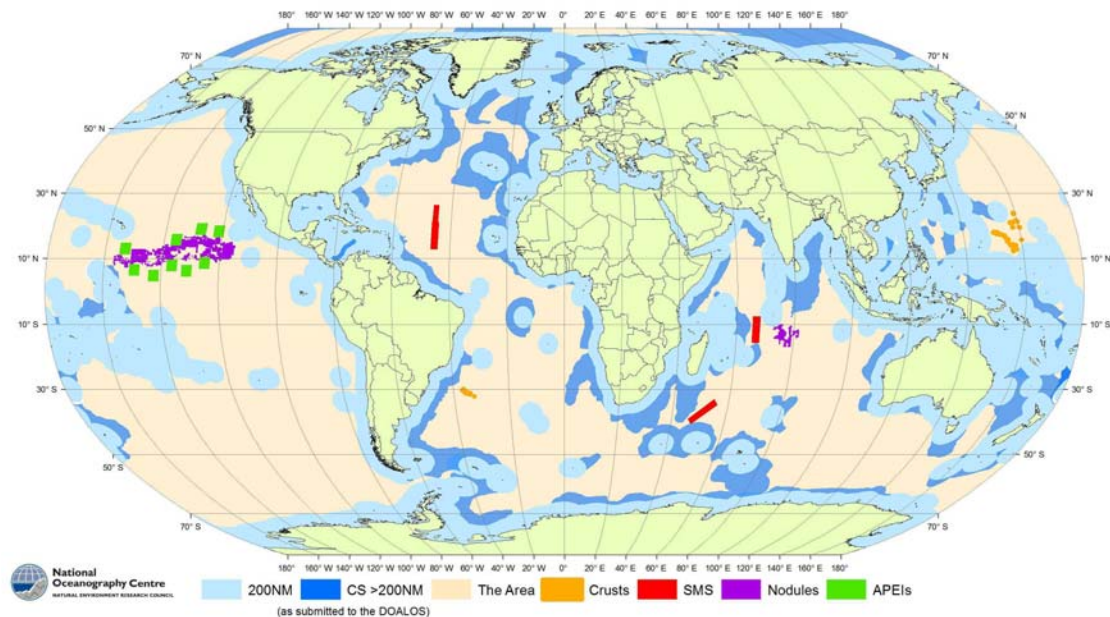 180° 160° W 140° W 120° W 100° W 80° W 60° W 40° W 20° W 0° 20° E 40° E 60° E 80° E 100° E 120° E 140° E 160° E 180°
70° N 70° N
50° N 50° N
30° N 30° N
10° N 10° N
10° S 10° S
30° S 30° S
50° S 50° S
70° S 70° S
180° 160° W 140° W 120° W 100° W 80° W 60° W 40° W 20° W 0° 20° E 40° E 60° E 80° E 100° E 120° E 140° E 160° E 180°
National
Oceanography Centre
NATURAL ENVIRONMENT RESEARCH COUNCIL
200NM CS >200NM The Area Crusts SMS Nodules APEIs
(as submitted to the DOALOS)